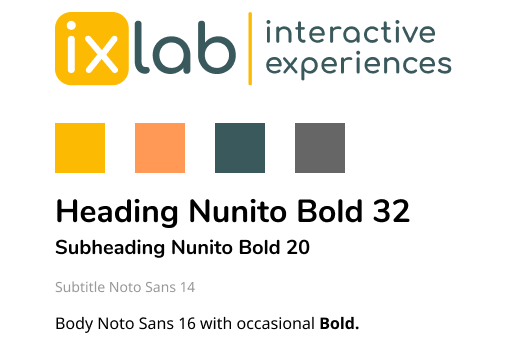 ixlab
interactive
experiences
Heading Nunito Bold 32
Subheading Nunito Bold 20
Subtitle Noto Sans 14
Body Noto Sans 16 with occasional Bold.